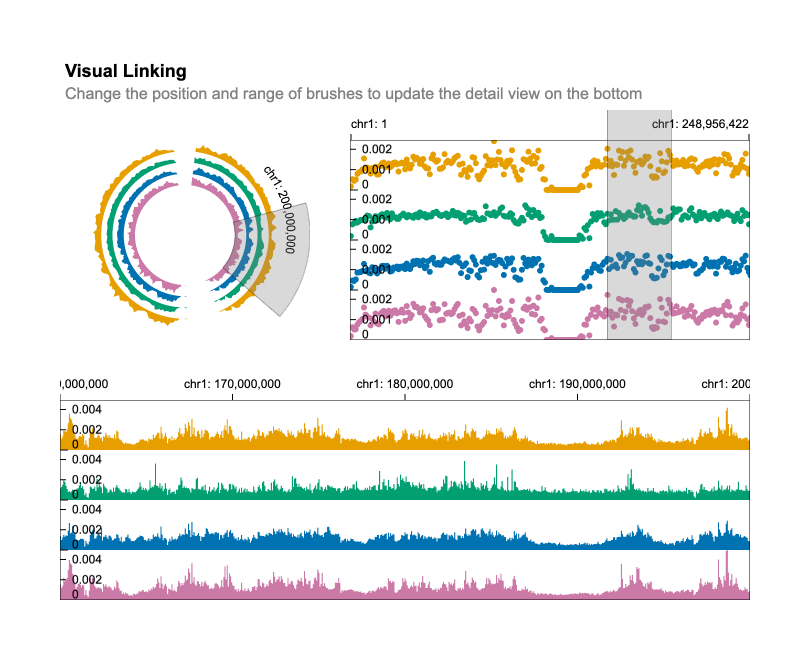 Visual Linking
Change the position and range of brushes to update the detail view on the bottom
chr1: 200,000,000
chr1: 1
chr1: 248,956,422
0.002
0.001
0
0.002
0.001
0
0.002
0.001
0
0.002
0.001
0
),000,000
chr1: 170,000,000
chr1: 180,000,000
chr1: 190,000,000
chr1: 200
0.004
0.002
0
0.004
0.002
0
0.004
0.002
0
0.004
0.002
0